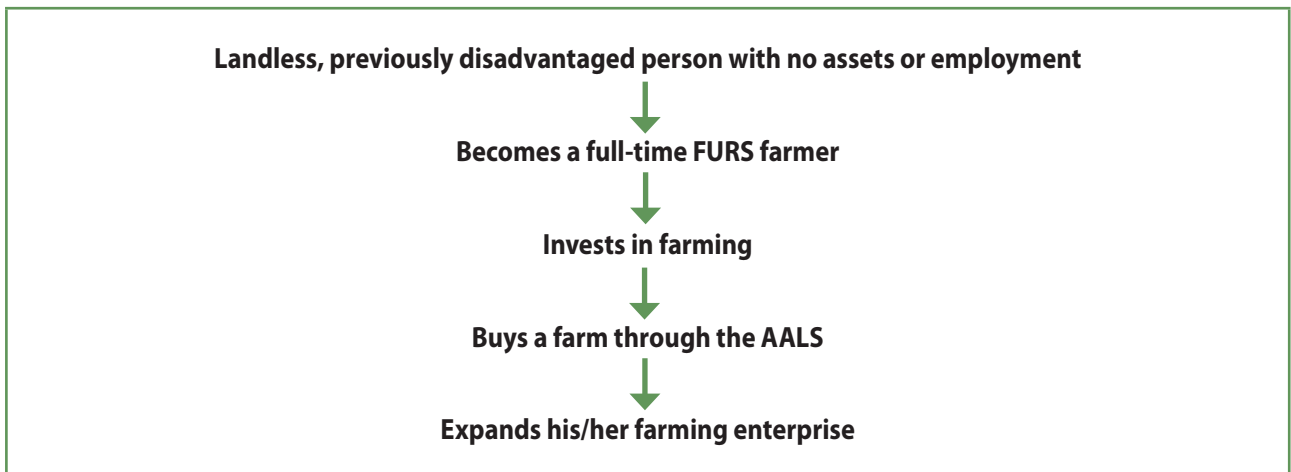 Landless, previously disadvantaged person with no assets or employment
Becomes a full-time FURS farmer
Invests in farming
Buys a farm through the AALS
Expands his/her farming enterprise